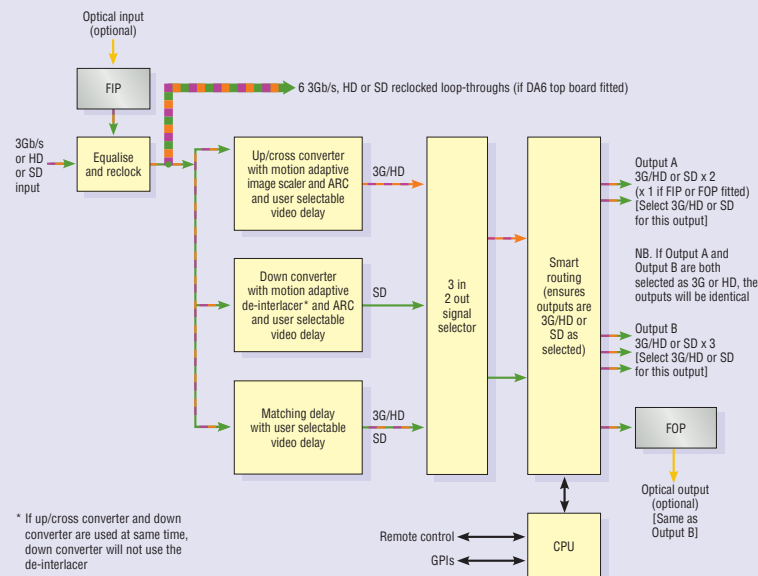 Optical input
(optional)
FIP
6 3Gb/s, HD or SD reclocked loop-throughs (if DA6 top board fitted)
3Gb/s
or HD
or SD
input
Equalise
and reclock
Up/cross converter
with motion adaptive
image scaler and ARC
and user selectable
video delay
3G/HD
Down converter
with motion adaptive
de-interlacer* and ARC
and user selectable
video delay
SD
Matching delay
with user selectable
video delay
3G/HD
SD
3 in
2 out
signal
selector
Smart
routing
(ensures
outputs are
3G/HD or
SD as
selected)
Output A
3G/HD or SD x 2
(x 1 if FIP or FOP fitted)
[Select 3G/HD or SD
for this output]
NB. If Output A and
Output B are both
selected as 3G or HD, the
outputs will be identical
Output B
3G/HD or SD x 3
[Select 3G/HD or SD
for this output]
FOP
Optical output
(optional)
[Same as
Output B]
CPU
Remote control
GPIs
* If up/cross converter and down
converter are used at same time,
down converter will not use the
de-interlacer